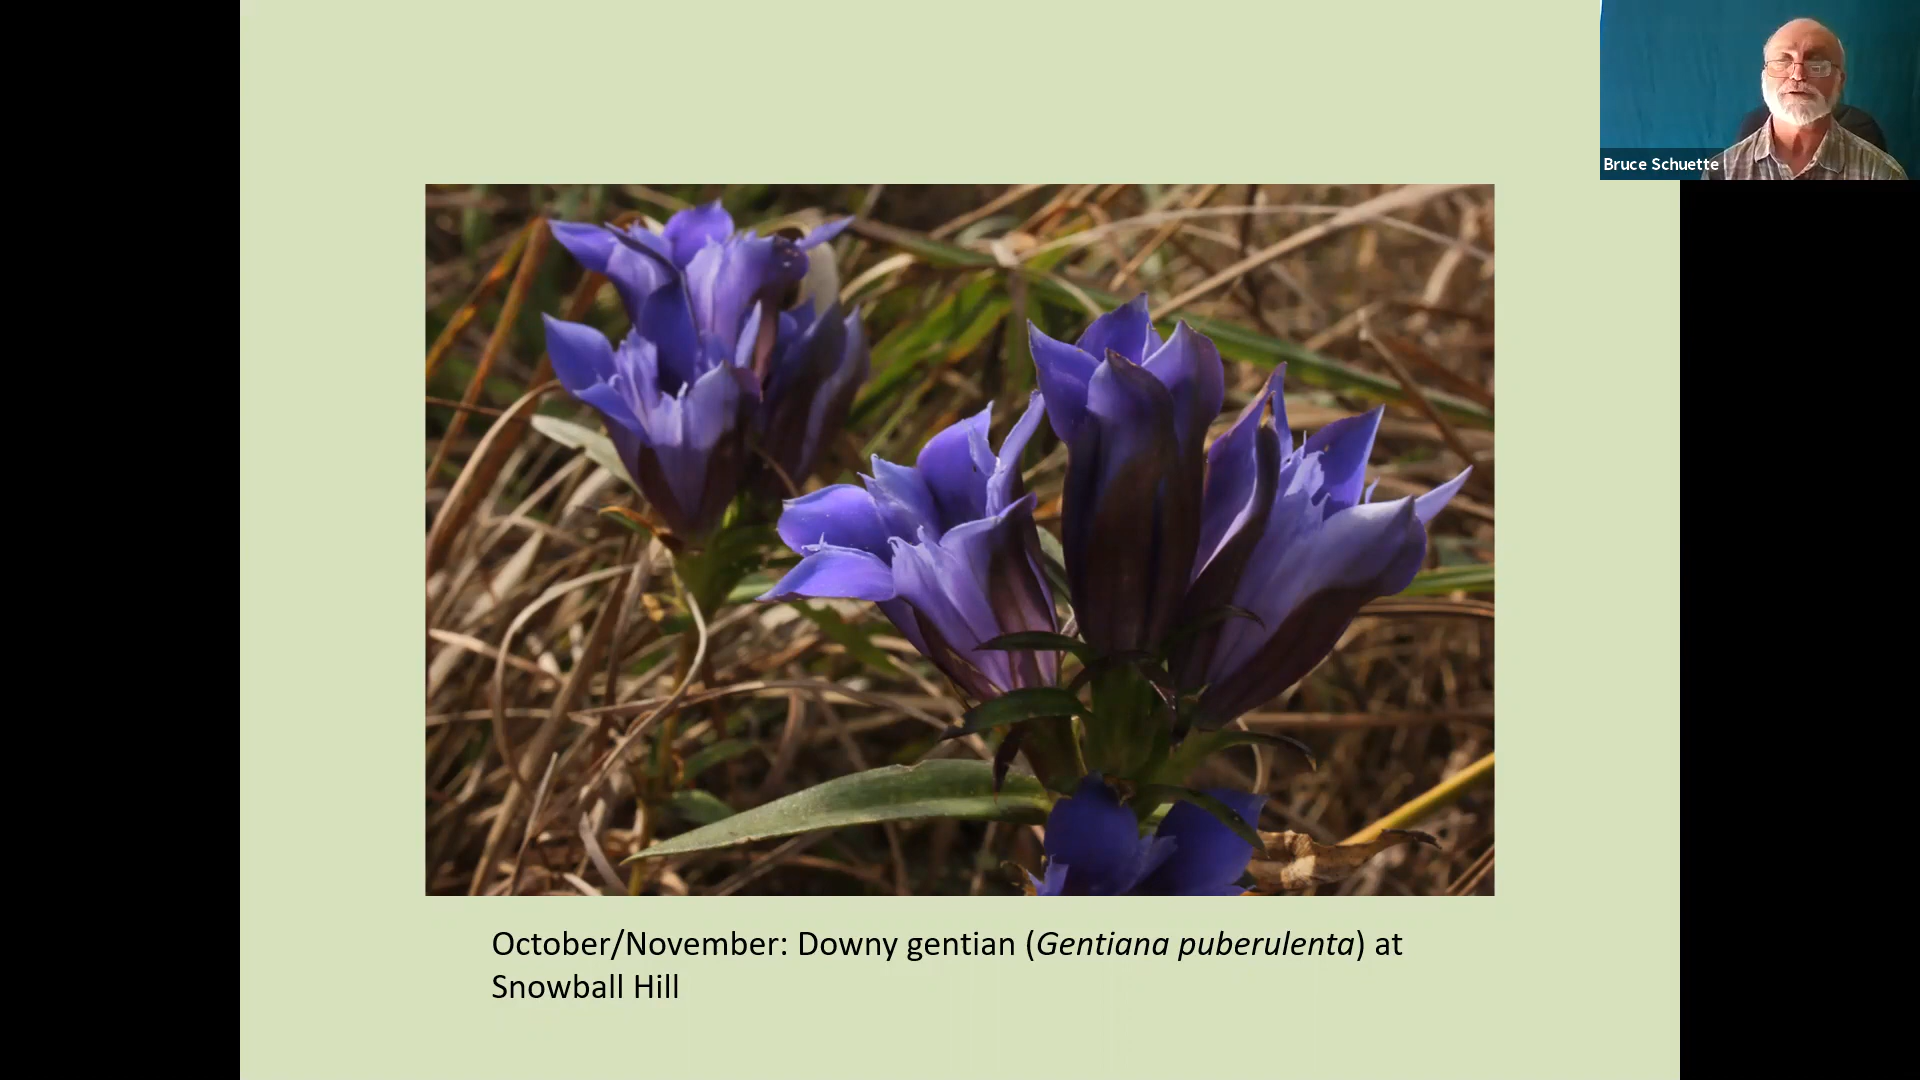 Bruce Schuette
October/November: Downy gentian (Gentiana puberulenta) at
Snowball Hill